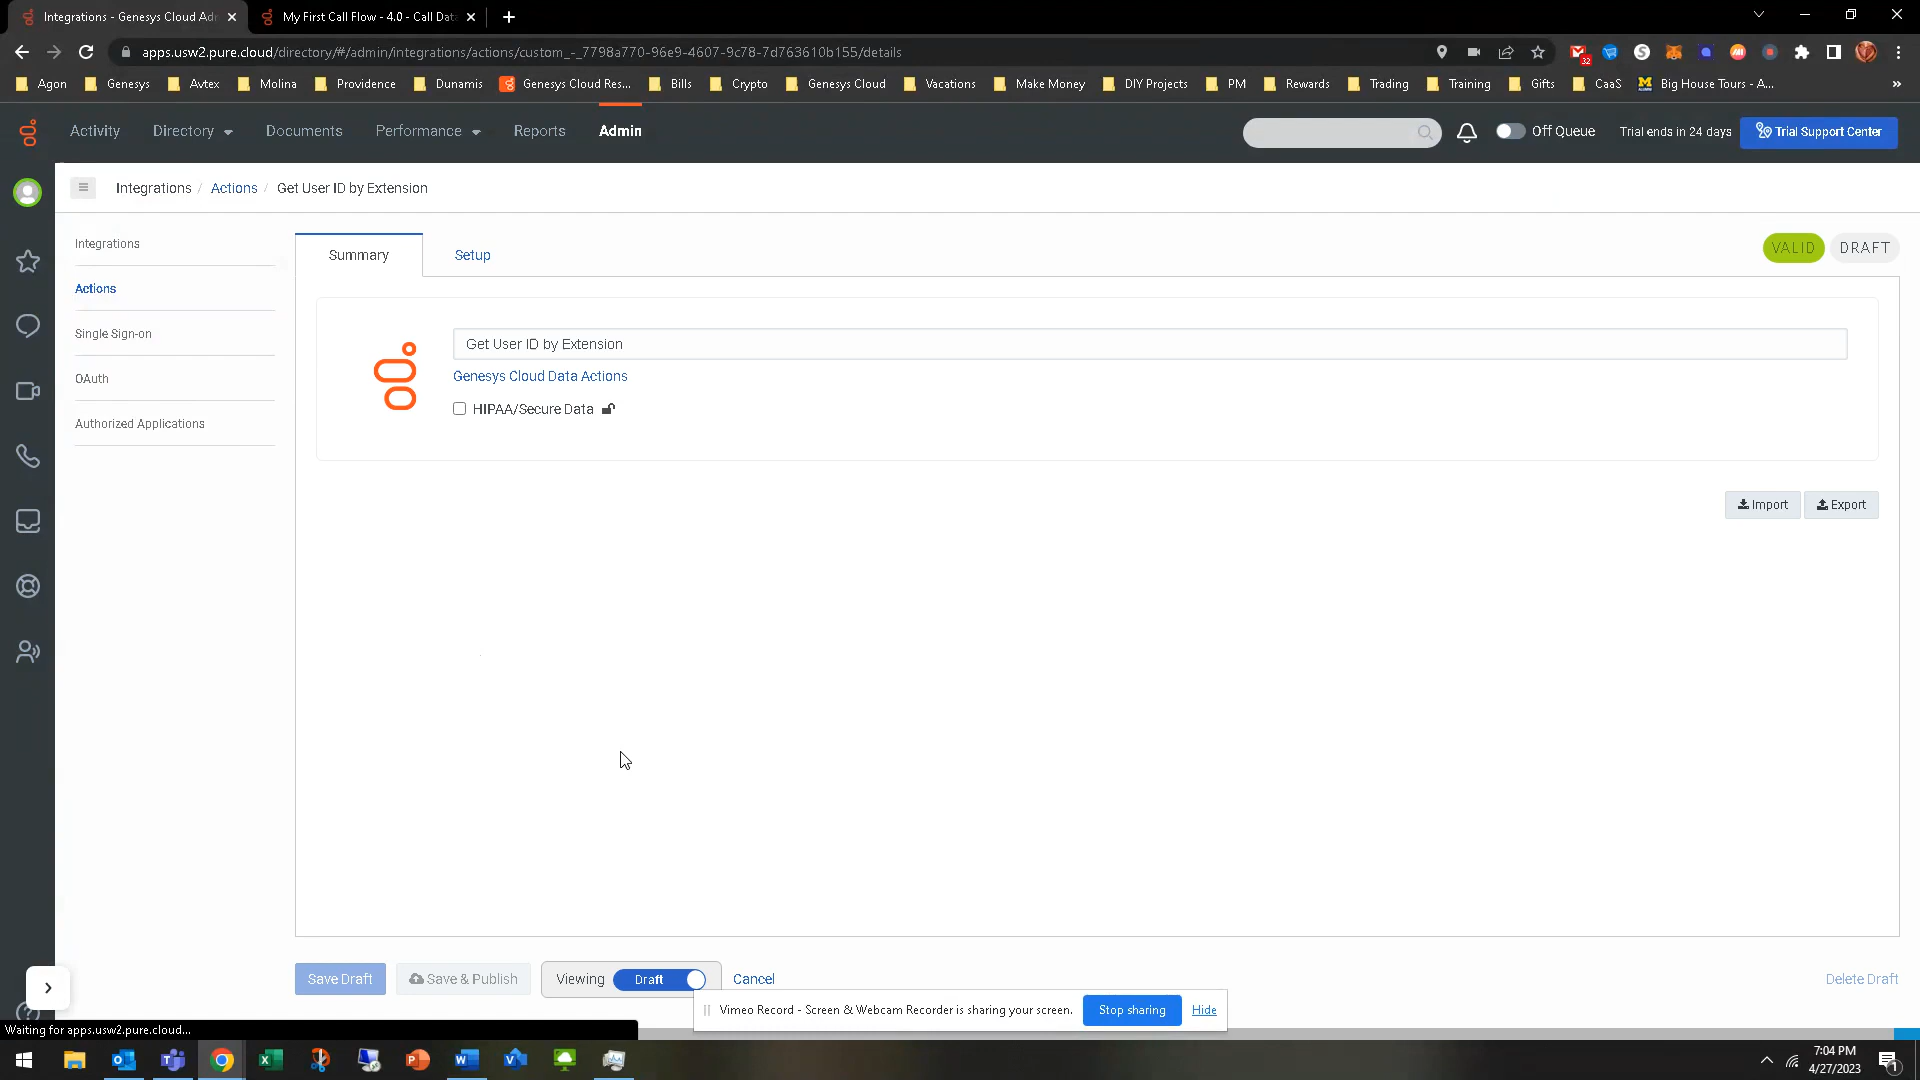 Integrations - Genesys Cloud Adr
My First Call Flow - 4.0 - Call Data
apps.usw2.pure.cloud/directory/#/admin/integrations/actions/custom_-_7798a770-96e9-4607-9c78-7d763610b155/details
32
Agon
Genesys
Avtex
Molina
Providence
Dunamis
Genesys Cloud Res...
Bills
Crypto
Genesys Cloud
Vacations
Make Money
DIY Projects
PM
Rewards
Trading
Training
Gifts
CaaS
Big House Tours - A...
»
Activity
Directory
Documents
Performance
Reports
Admin
Off Queue
Trial ends in 24 days
Trial Support Center
Integrations / Actions / Get User ID by Extension
Integrations
Actions
Single Sign-on
OAuth
Authorized Applications
Summary
Setup
VALID
DRAFT
Get User ID by Extension
Genesys Cloud Data Actions
HIPAA/Secure Data
Import
Export
Save Draft
Save & Publish
Viewing
Draft
Cancel
Delete Draft
Vimeo Record - Screen & Webcam Recorder is sharing your screen.
Stop sharing
Hide
Waiting for apps.usw2.pure.cloud...
7:04 PM
4/27/2023
1